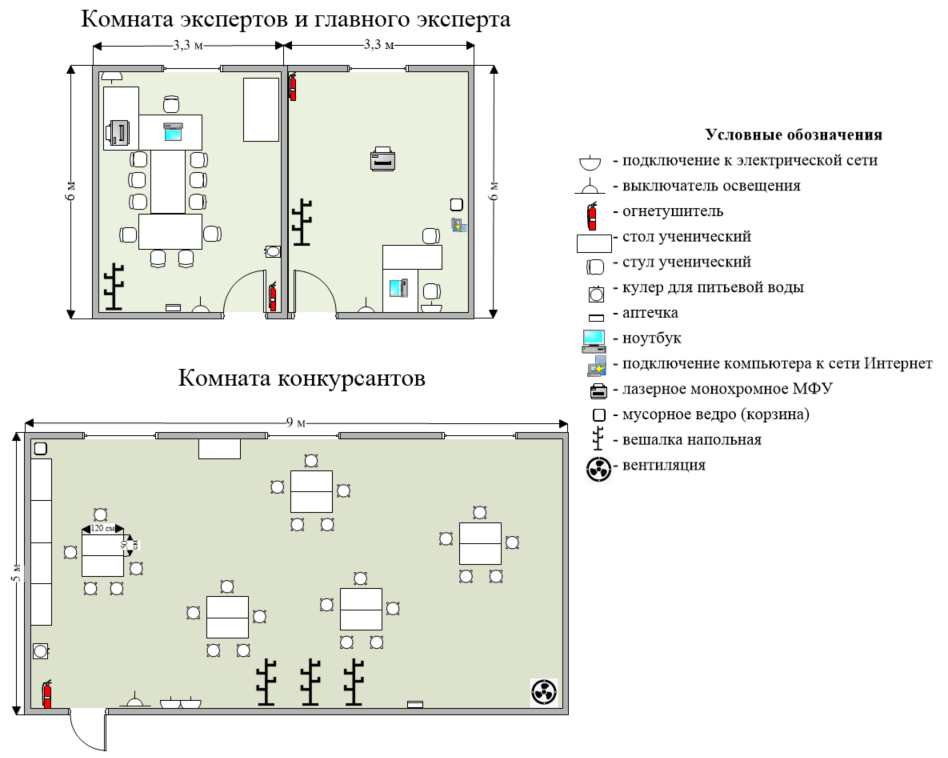 Комната экспертов и главного эксперта
3,3 м
3,3 м
6 м
6 м
Условные обозначения
- подключение к электрической сети
- выключатель освещения
- огнетушитель
- стол ученический
- стул ученический
- кулер для питьевой воды
- аптечка
- ноутбук
- подключение компьютера к сети Интернет
- лазерное монохромное МФУ
- мусорное ведро (корзина)
- вешалка напольная
- вентиляция
Комната конкурсантов
9 м
5 м
120 см
см